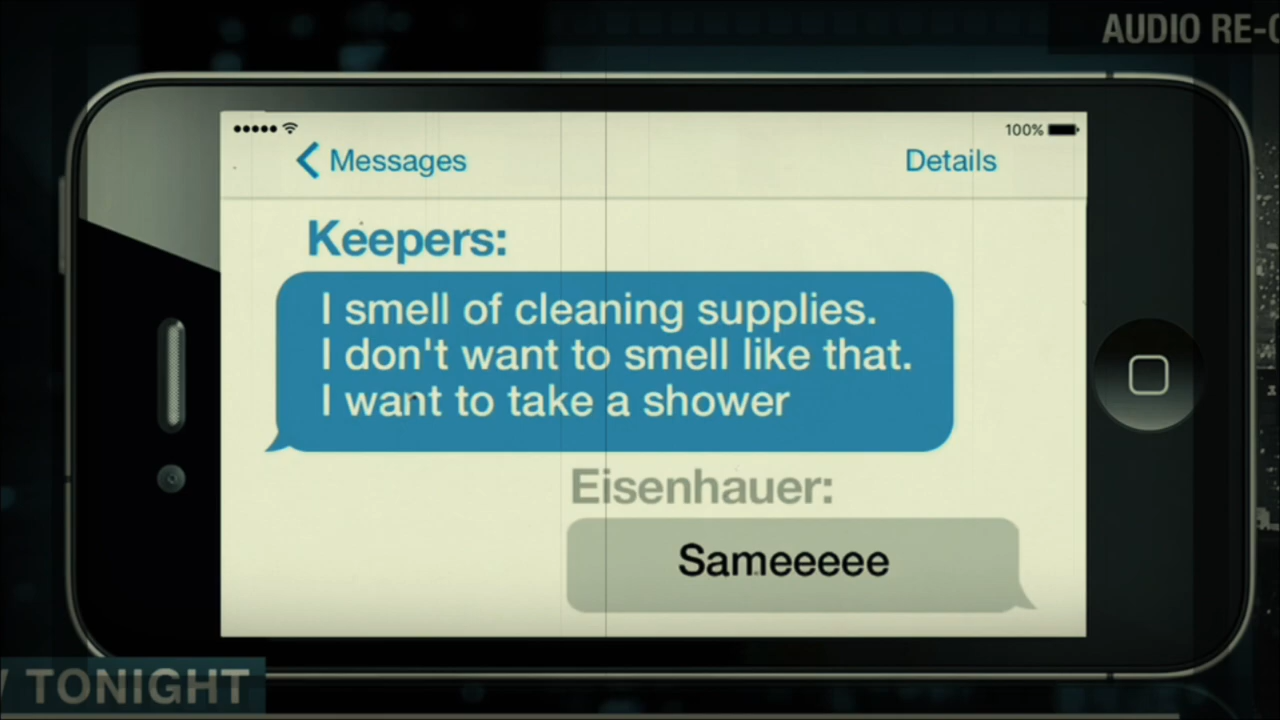 AUDIO RE-
100%
Messages
Details
Keepers:
I smell of cleaning supplies.
I don't want to smell like that.
I want to take a shower
Eisenhauer:
Sameeeee
TONIGHT